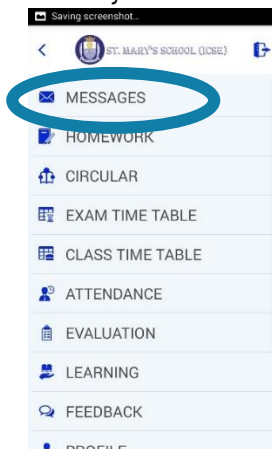 Saving screenshot...
ST. MARY'S SCHOOL (ICSE)
MESSAGES
HOMEWORK
CIRCULAR
EXAM TIME TABLE
CLASS TIME TABLE
ATTENDANCE
EVALUATION
LEARNING
FEEDBACK
PROFILE